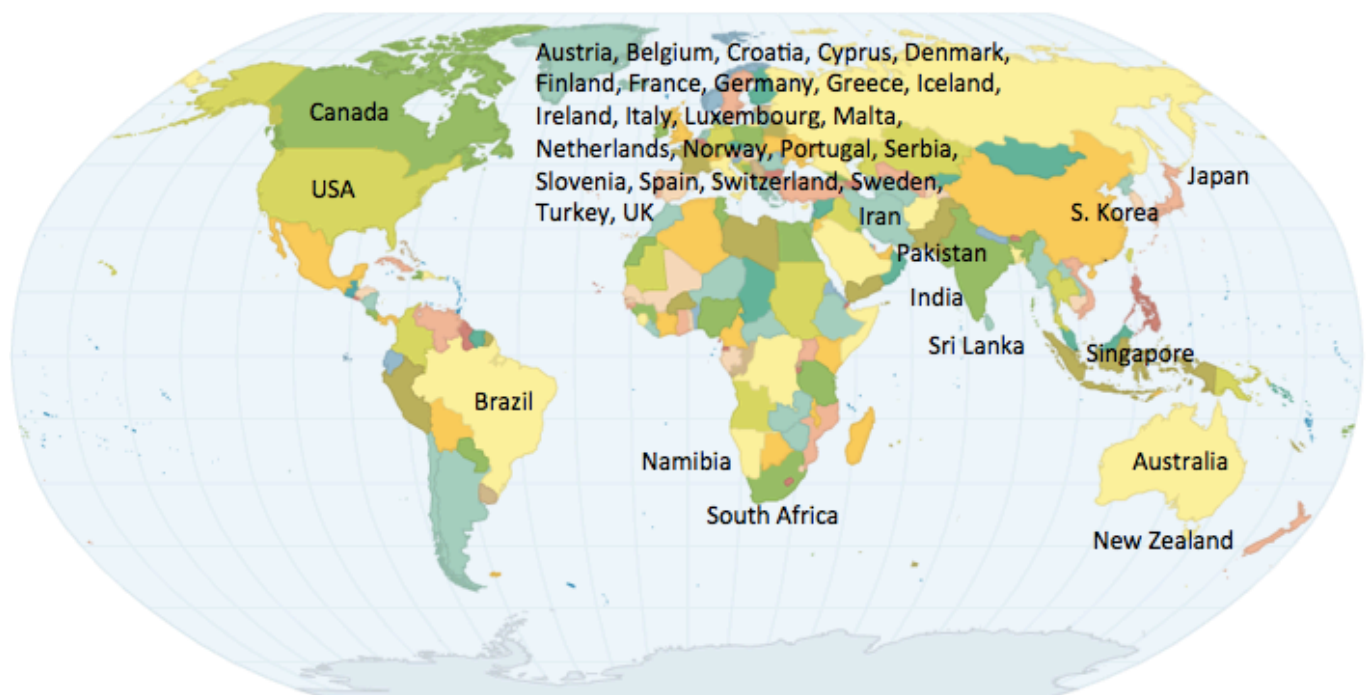 Austria, Belgium, Croatia, Cyprus, Denmark,
Finland, France, Germany, Greece, Iceland,
Ireland, Italy, Luxembourg, Malta,
Netherlands, Norway, Portugal, Serbia,
Slovenia, Spain, Switzerland, Sweden,
Turkey, UK
Canada
USA
Japan
S. Korea
Iran
Pakistan
India
Sri Lanka
Singapore
Brazil
Namibia
South Africa
Australia
New Zealand